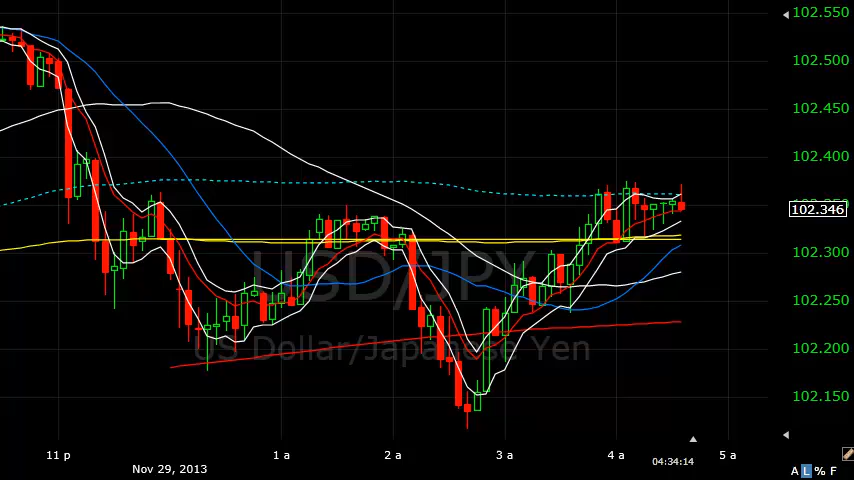 102.550
102.500
102.450
102.400
102.346
102.300
USD/JPY
102.250
US Dollar/Japanese Yen
102.200
102.150
11 p
1 a
2 a
3 a
4 a
5 a
04:34:14
Nov 29, 2013
A L % F